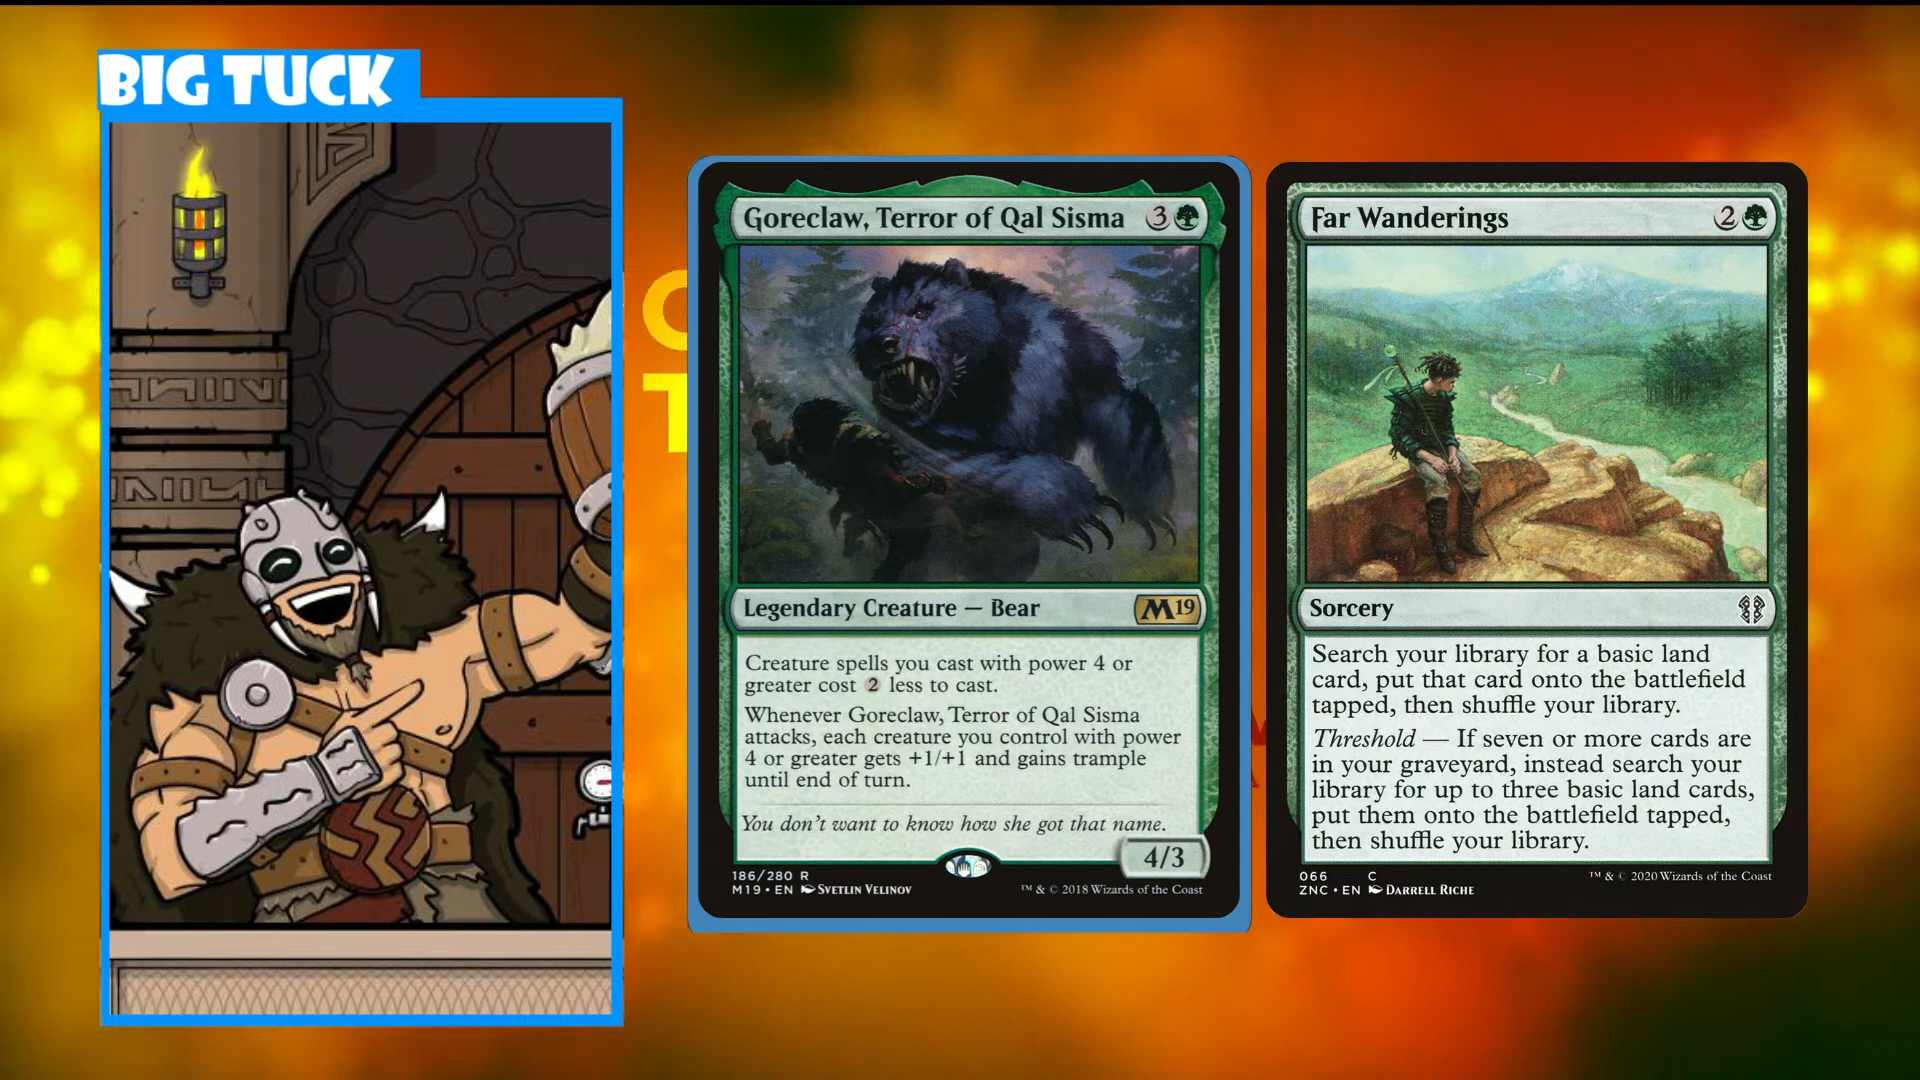 BIG TUCK
Goreclaw, Terror of Qal Sisma 3
Legendary Creature — Bear M19
Creature spells you cast with power 4 or
greater cost 2 less to cast.
Whenever Goreclaw, Terror of Qal Sisma
attacks, each creature you control with power
4 or greater gets +1/+1 and gains trample
until end of turn.
You don't want to know how she got that name.
4/3
186/280 R
M19 • EN SVETLIN VELINOV ™ & © 2018 Wizards of the Coast
Far Wanderings 2
Sorcery
Search your library for a basic land
card, put that card onto the battlefield
tapped, then shuffle your library.
Threshold — If seven or more cards are
in your graveyard, instead search your
library for up to three basic land cards,
put them onto the battlefield tapped,
then shuffle your library.
066 C ™ & © 2020 Wizards of the Coast
ZNC • EN DARRELL RICHE